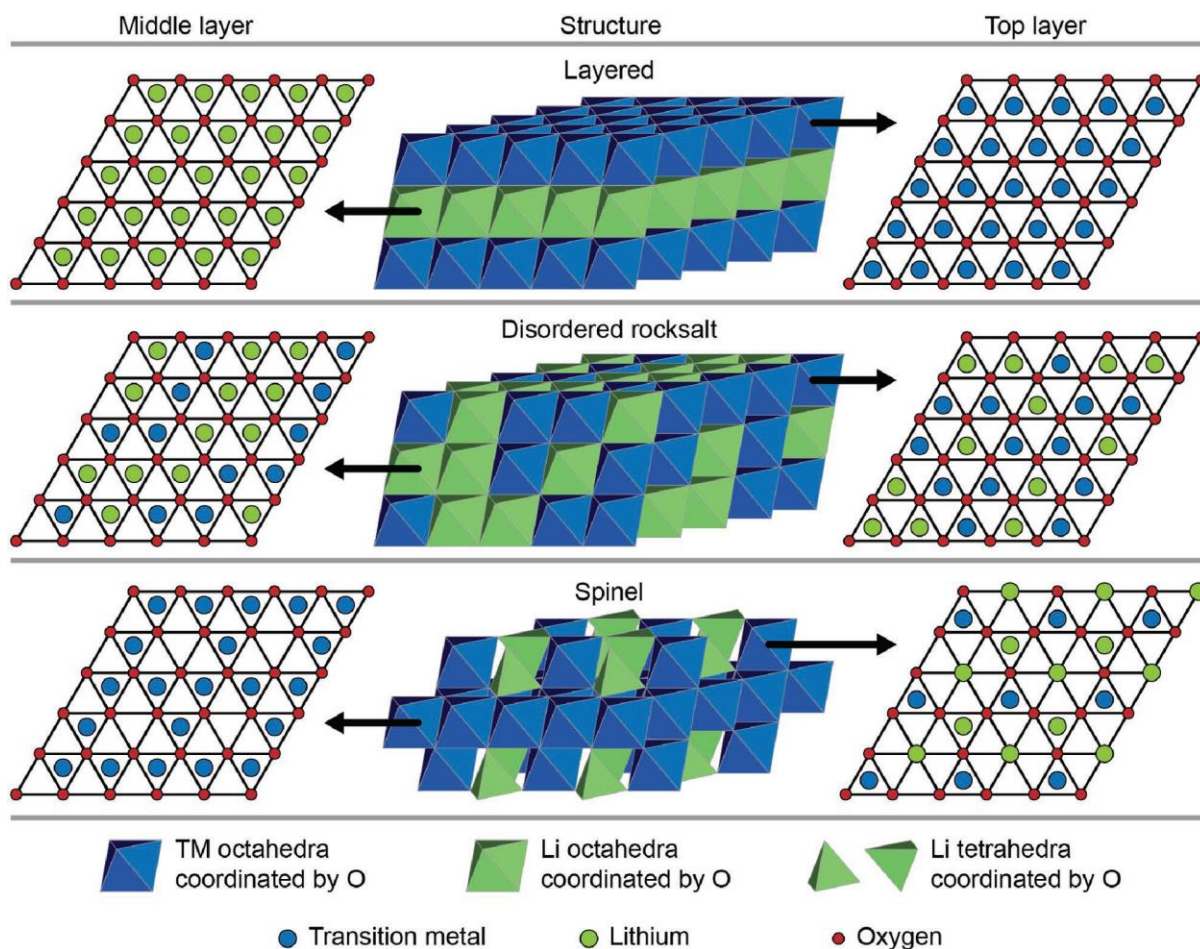 Middle layer Structure Top layer
Layered
Disordered rocksalt
Spinel
TM octahedra
coordinated by O
Li octahedra
coordinated by O
Li tetrahedra
coordinated by O
Transition metal Lithium Oxygen